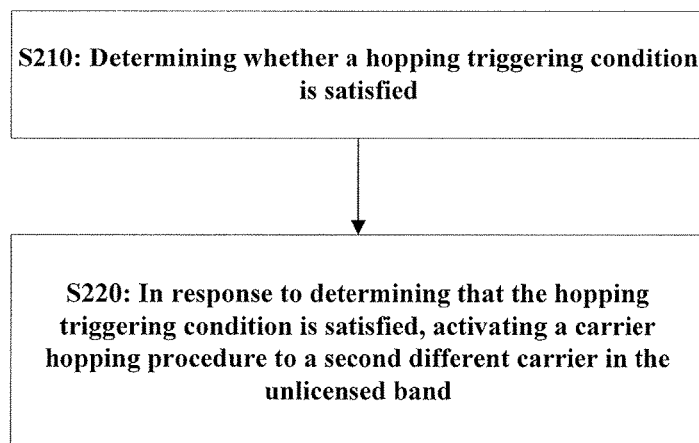 S210: Determining whether a hopping triggering condition
is satisfied
S220: In response to determining that the hopping
triggering condition is satisfied, activating a carrier
hopping procedure to a second different carrier in the
unlicensed band